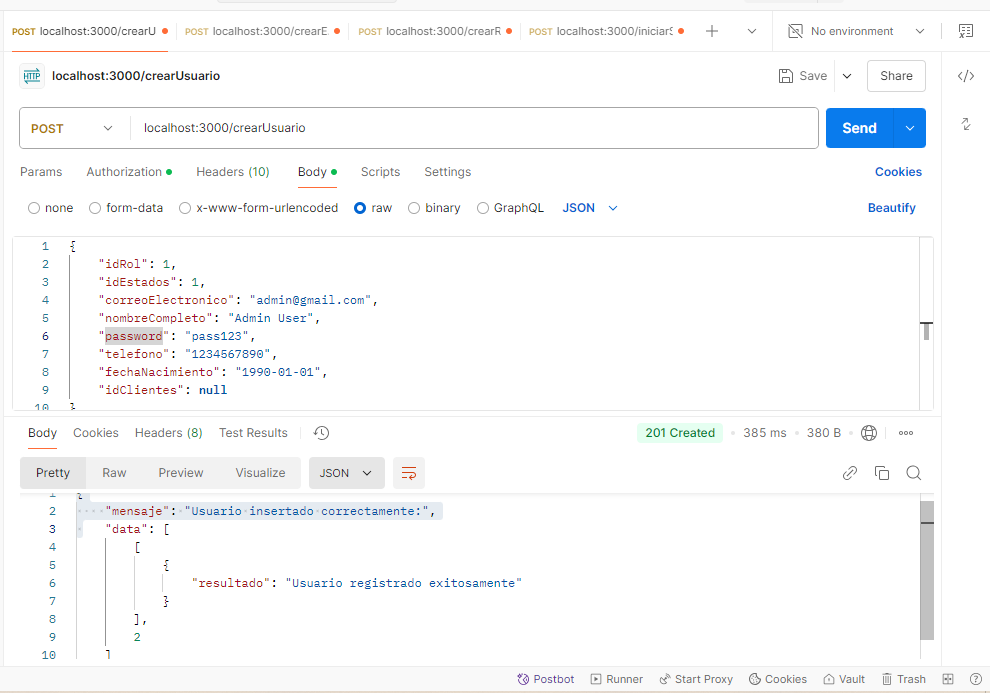 POST localhost:3000/crearU POST localhost:3000/crearE. POST localhost:3000/crearR POST localhost:3000/iniciarS No environment
HTTP localhost:3000/crearUsuario Save Share
POST localhost:3000/crearUsuario Send
Params Authorization Headers (10) Body Scripts Settings Cookies
none form-data x-www-form-urlencoded raw binary GraphQL JSON Beautify
1 {
2 "idRol": 1,
3 "idEstados": 1,
4 "correoElectronico": "admin@gmail.com",
5 "nombreCompleto": "Admin User",
6 "password": "pass123",
7 "telefono": "1234567890",
8 "fechaNacimiento": "1990-01-01",
9 "idClientes": null
10 }
Body Cookies Headers (8) Test Results 201 Created 385 ms 380 B
Pretty Raw Preview Visualize JSON
1 {
2 "mensaje": "Usuario insertado correctamente:",
3 "data": [
4 [
5 {
6 "resultado": "Usuario registrado exitosamente"
7 }
8 ],
9 2
10 ]
Postbot Runner Start Proxy Cookies Vault Trash